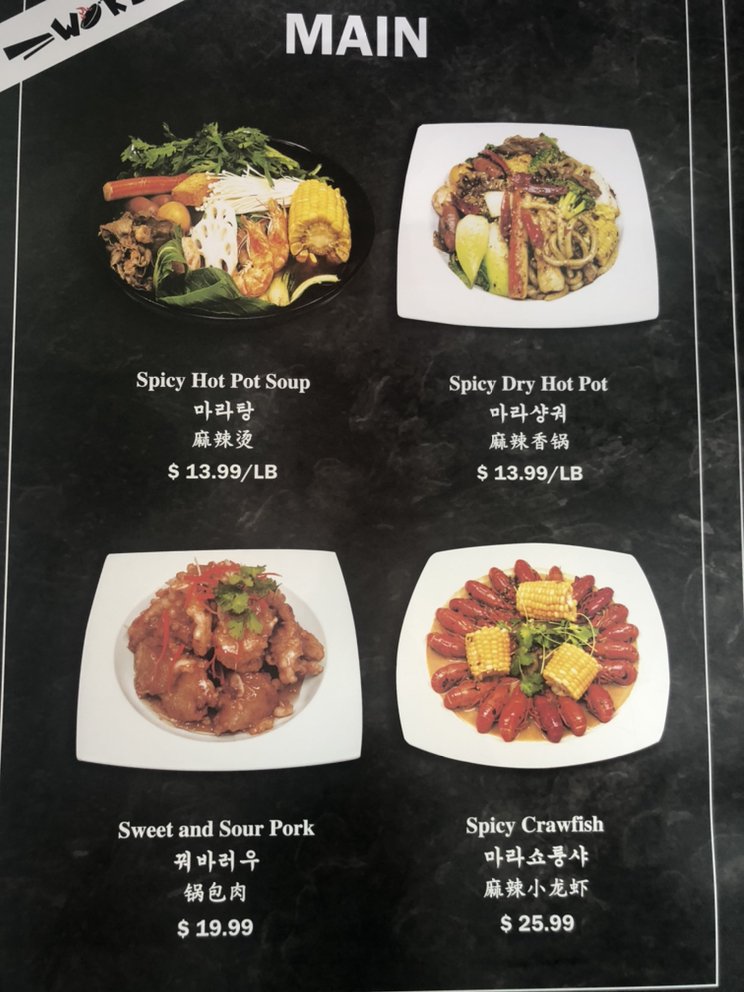 MAIN
Spicy Hot Pot Soup
마라탕
麻辣烫
$ 13.99/LB
Spicy Dry Hot Pot
마라샹궈
麻辣香锅
$ 13.99/LB
Sweet and Sour Pork
꿔바러우
锅包肉
$ 19.99
Spicy Crawfish
마라쇼룽샤
麻辣小龙虾
$ 25.99